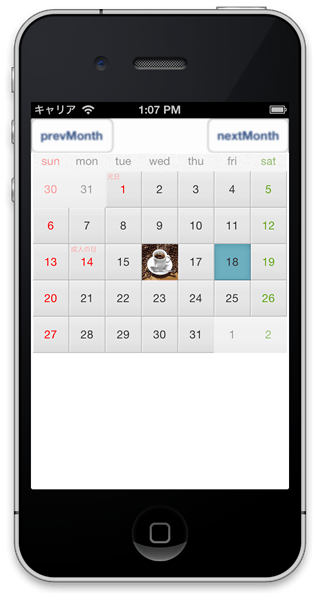 キャリア 1:07 PM
prevMonth nextMonth
sun mon tue wed thu fri sat
元日
30 31 1 2 3 4 5
6 7 8 9 10 11 12
成人の日
13 14 15 17 18 19
20 21 22 23 24 25 26
27 28 29 30 31 1 2